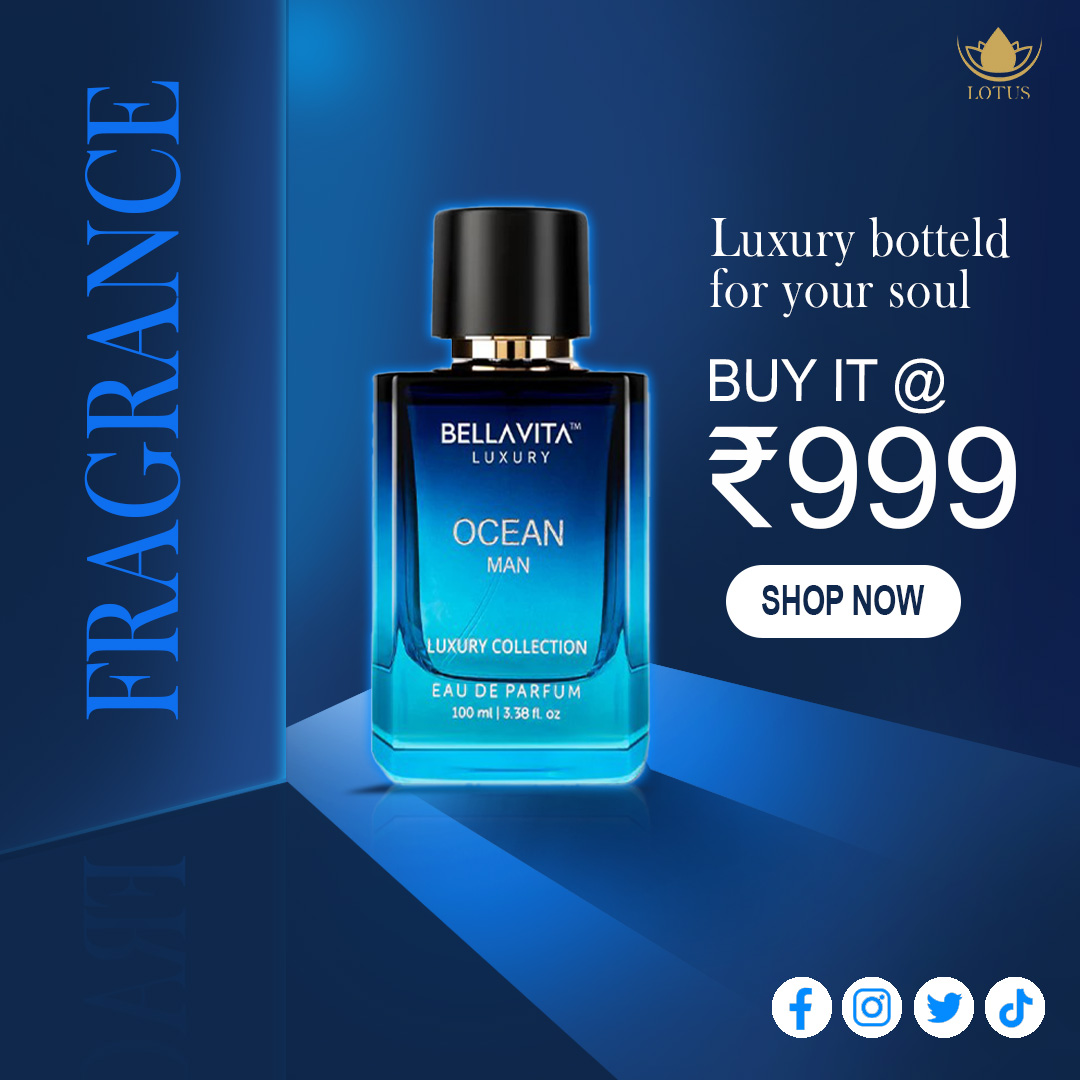 LOTUS
FRAGRANCE
Luxury botteld
for your soul
BUY IT @
₹999
SHOP NOW
BELLAVITA™
LUXURY
OCEAN
MAN
LUXURY COLLECTION
EAU DE PARFUM
100 ml | 3.38 fl. oz